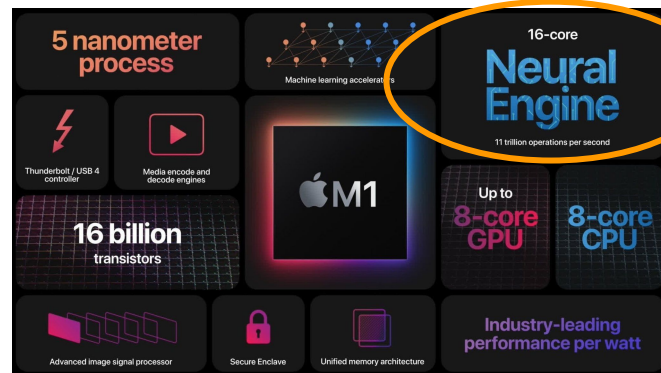 5 nanometer
process
Machine learning accelerators
16-core
Neural
Engine
11 trillion operations per second
Thunderbolt / USB 4
controller
Media encode and
decode engines
M1
Up to
8-core
GPU
8-core
CPU
16 billion
transistors
Advanced image signal processor
Secure Enclave
Unified memory architecture
Industry-leading
performance per watt